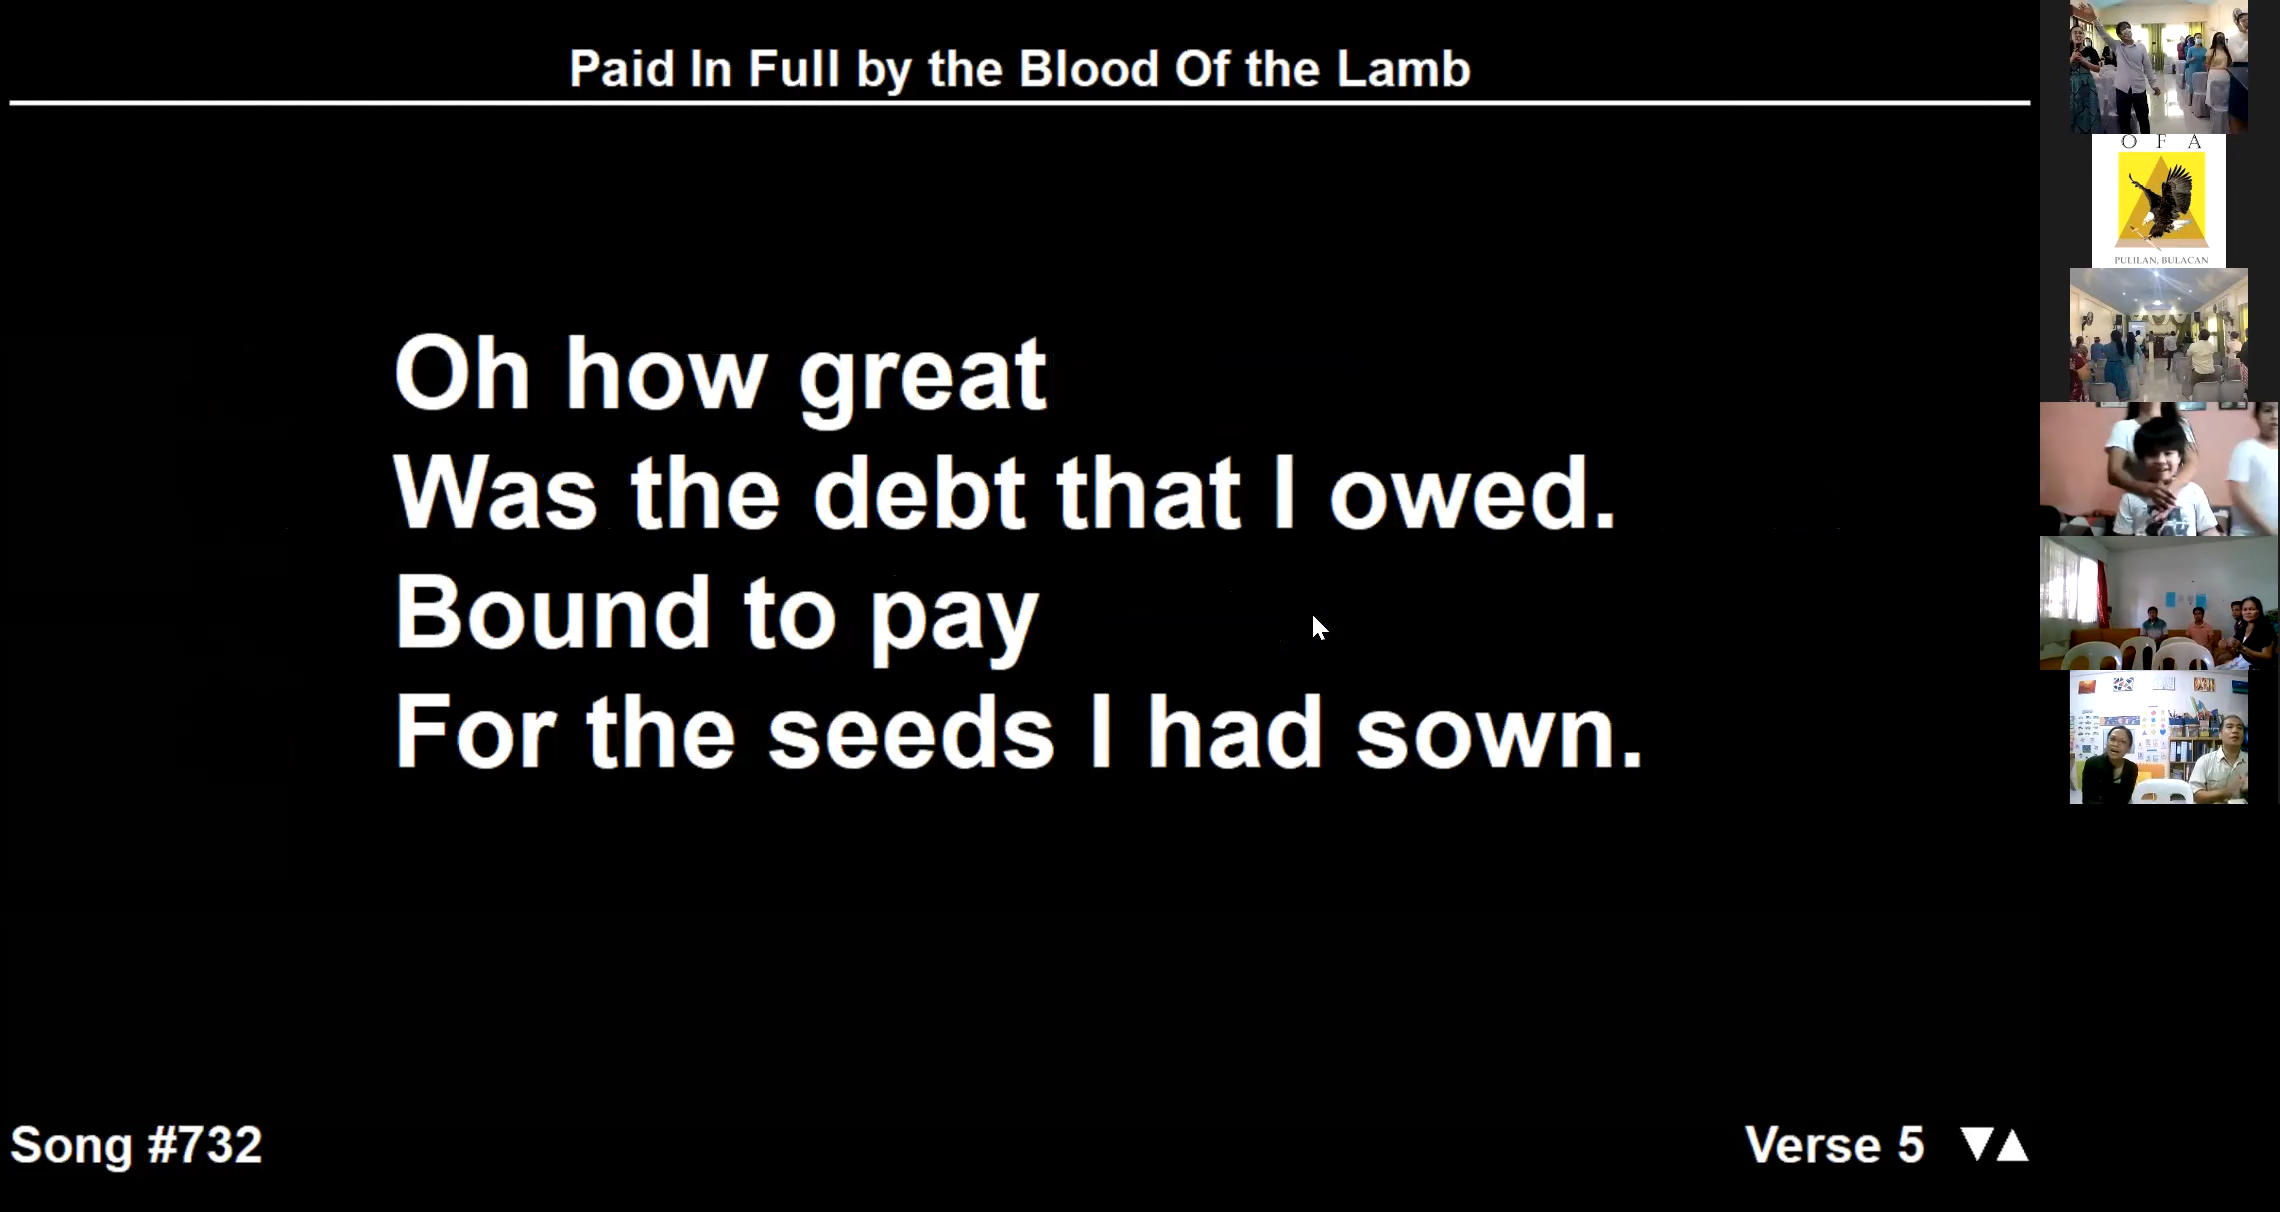 Paid In Full by the Blood Of the Lamb
Oh how great
Was the debt that I owed.
Bound to pay
For the seeds I had sown.
Song #732
Verse 5 ▼▲
O F A
PULILAN, BULACAN